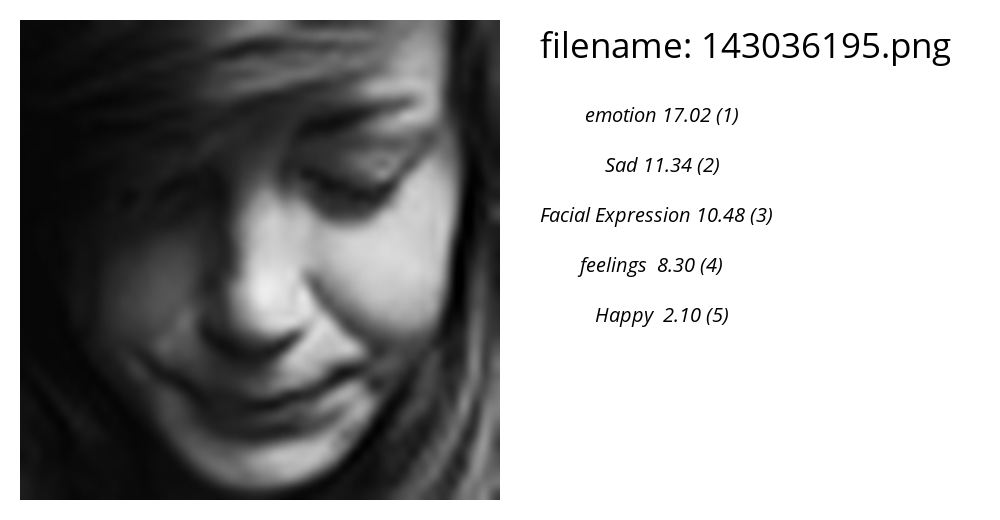 filename: 143036195.png
emotion 17.02 (1)
Sad 11.34 (2)
Facial Expression 10.48 (3)
feelings  8.30 (4)
Happy  2.10 (5)